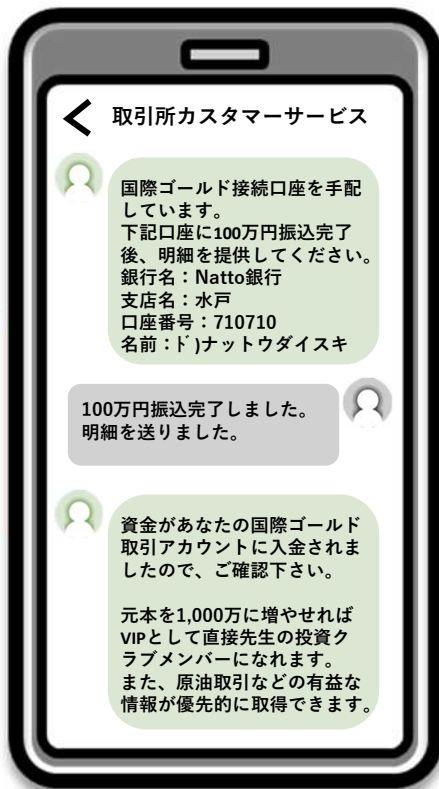 取引所カスタマーサービス
国際ゴールド接続口座を手配
しています。
下記口座に100万円振込完了
後、明細を提供してください。
銀行名：Natto銀行
支店名：水戸
口座番号：710710
名前：ド)ナットウダイスキ
100万円振込完了しました。
明細を送りました。
資金があなたの国際ゴールド
取引アカウントに入金されま
したので、ご確認下さい。
元本を1,000万に増やせれば
VIPとして直接先生の投資ク
ラブメンバーになれます。
また、原油取引などの有益な
情報が優先的に取得できます。